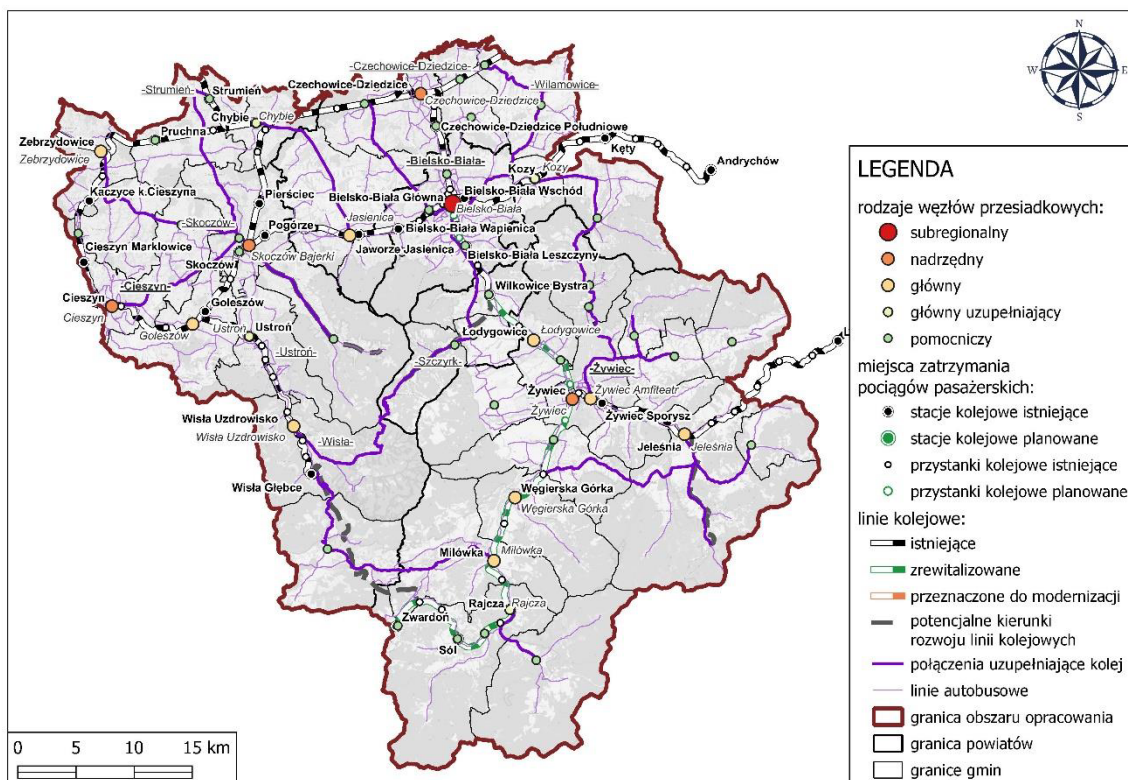 N
W E
S
-Czechowice-Dziedzice-
Czechowice-Dziedzice
Czechowice-Dziedzice
-Strumień-
Strumień
-Wilamowice-
Chybie
Chybie
Pruchna
Zebrzydowice
Zebrzydowice
Czechowice-Dziedzice Południowe
Kęty
Andrychów
-Bielsko-Biała-
Kozy
Kozy
Kaczyce k.Cieszyna
Pierściec
Bielsko-Biała Główna
Bielsko-Biała Wschód
Bielsko-Biała
Jasienica
-Skoczów-
Pogórze
Bielsko-Biała Wapienica
Cieszyn Marklowice
Skoczów Bajerki
Jaworze Jasienica
Bielsko-Biała Leszczyny
Skoczów
-Cieszyn-
Wilkowice Bystra
Cieszyn
Cieszyn
Goleszów
Goleszów
Ustroń
Ustroń
Łodygowice
Łodygowice
-Ustroń-
-Szczyrk-
-Żywiec-
Żywiec
Żywiec Amfiteatr
Żywiec
Żywiec Sporysz
Wisła Uzdrowisko
Wisła Uzdrowisko
-Wisła-
Jeleśnia
Jeleśnia
Wisła Głębce
Węgierska Górka
Węgierska Górka
Milówka
Milówka
Rajcza
Rajcza
Zwardoń
Sól
0 5 10 15 km
LEGENDA
rodzaje węzłów przesiadkowych:
subregionalny
nadrzędny
główny
główny uzupełniający
pomocniczy
miejsca zatrzymania
pociągów pasażerskich:
stacje kolejowe istniejące
stacje kolejowe planowane
przystanki kolejowe istniejące
przystanki kolejowe planowane
linie kolejowe:
istniejące
zrewitalizowane
przeznaczone do modernizacji
potencjalne kierunki
rozwoju linii kolejowych
połączenia uzupełniające kolej
linie autobusowe
granica obszaru opracowania
granica powiatów
granice gmin